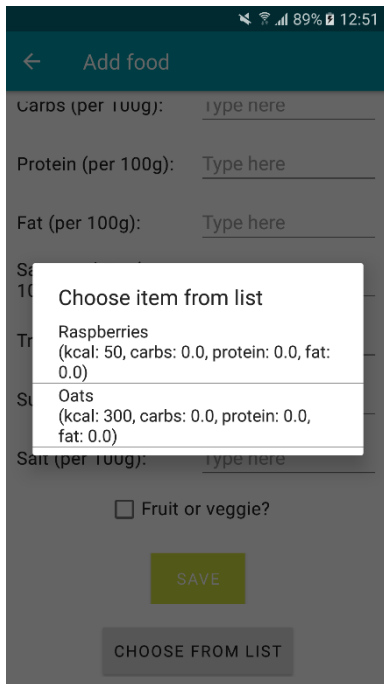 89% 12:51
Add food
Carbs (per 100g): Type here
Protein (per 100g): Type here
Fat (per 100g): Type here
Choose item from list
Raspberries
(kcal: 50, carbs: 0.0, protein: 0.0, fat:
0.0)
Oats
(kcal: 300, carbs: 0.0, protein: 0.0,
fat: 0.0)
Salt (per 100g): Type here
Fruit or veggie?
SAVE
CHOOSE FROM LIST